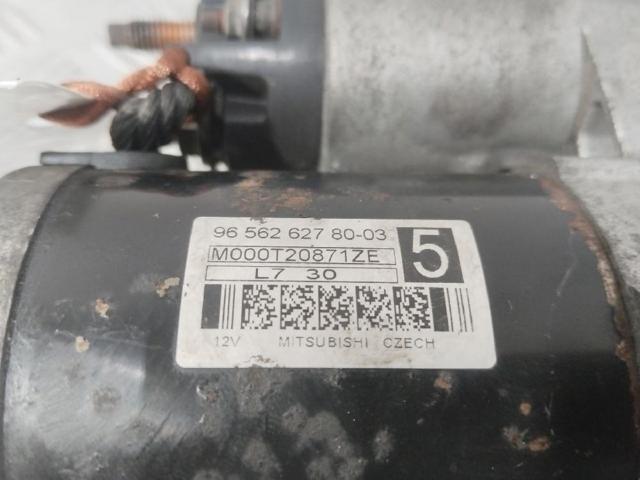 96 562 627 80-03
5
M000T20871ZE
L7 30
12V MITSUBISHI CZECH